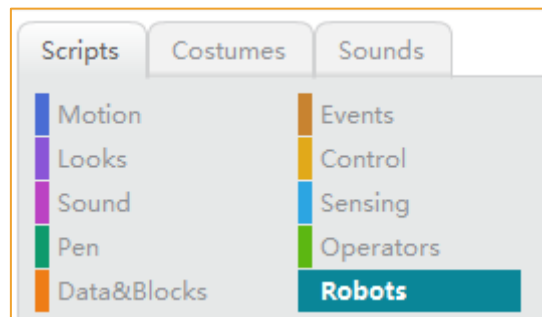 Scripts Costumes Sounds
Motion Events
Looks Control
Sound Sensing
Pen Operators
Data&Blocks Robots